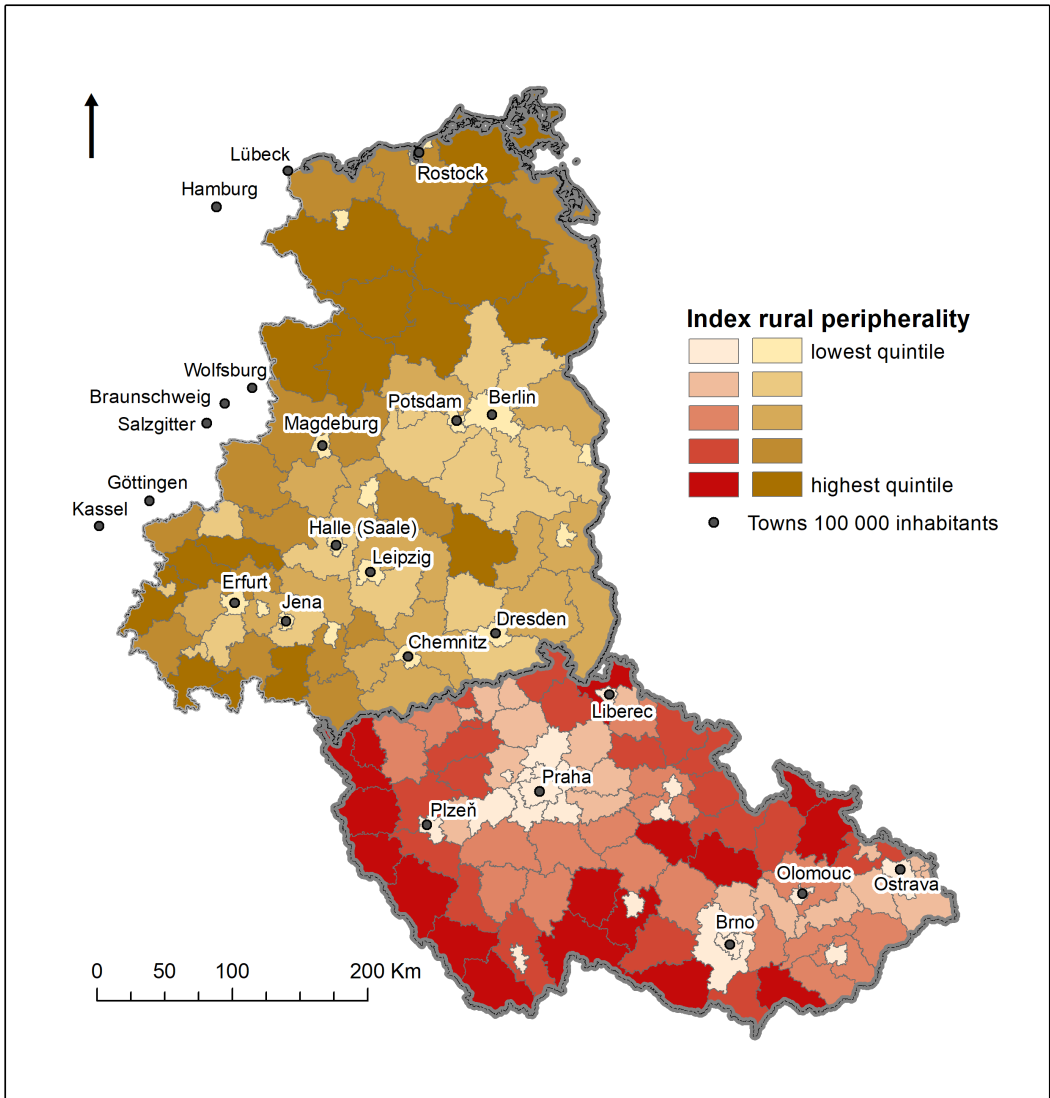 Lübeck
Rostock
Hamburg
Index rural peripherality
lowest quintile
highest quintile
Towns 100 000 inhabitants
Wolfsburg
Braunschweig
Potsdam
Berlin
Salzgitter
Magdeburg
Göttingen
Kassel
Halle (Saale)
Leipzig
Erfurt
Jena
Dresden
Chemnitz
Liberec
Praha
Plzeň
Olomouc
Ostrava
Brno
0 50 100 200 Km